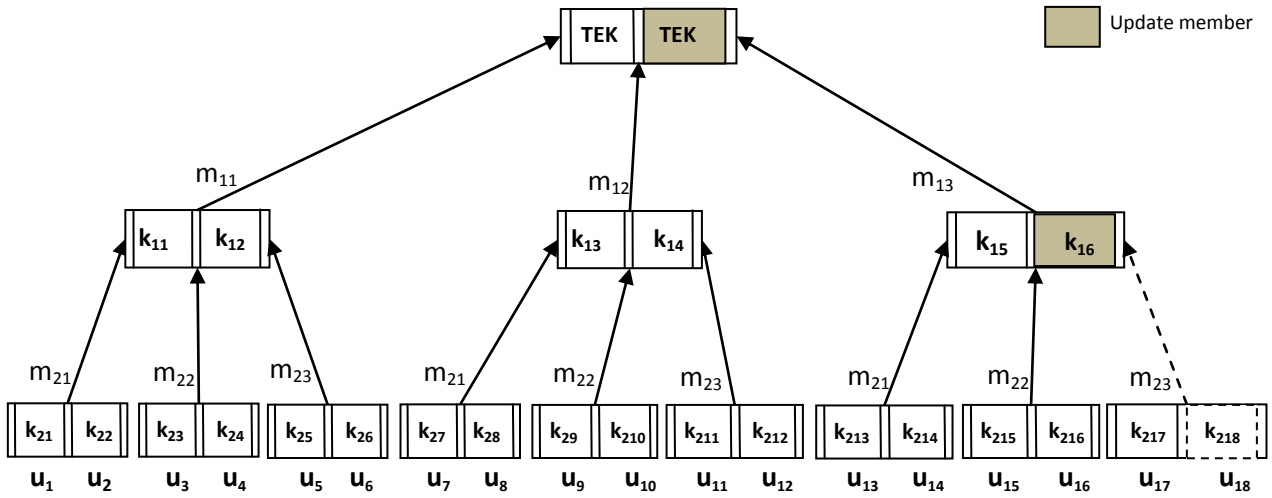 TEK TEK
Update member
m₁₁ m₁₂ m₁₃
k₁₁ k₁₂ k₁₃ k₁₄ k₁₅ k₁₆
m₂₁ m₂₂ m₂₃ m₂₁ m₂₂ m₂₃ m₂₁ m₂₂ m₂₃
k₂₁ k₂₂ k₂₃ k₂₄ k₂₅ k₂₆ k₂₇ k₂₈ k₂₉ k₂₁₀ k₂₁₁ k₂₁₂ k₂₁₃ k₂₁₄ k₂₁₅ k₂₁₆ k₂₁₇ k₂₁₈
u₁ u₂ u₃ u₄ u₅ u₆ u₇ u₈ u₉ u₁₀ u₁₁ u₁₂ u₁₃ u₁₄ u₁₅ u₁₆ u₁₇ u₁₈